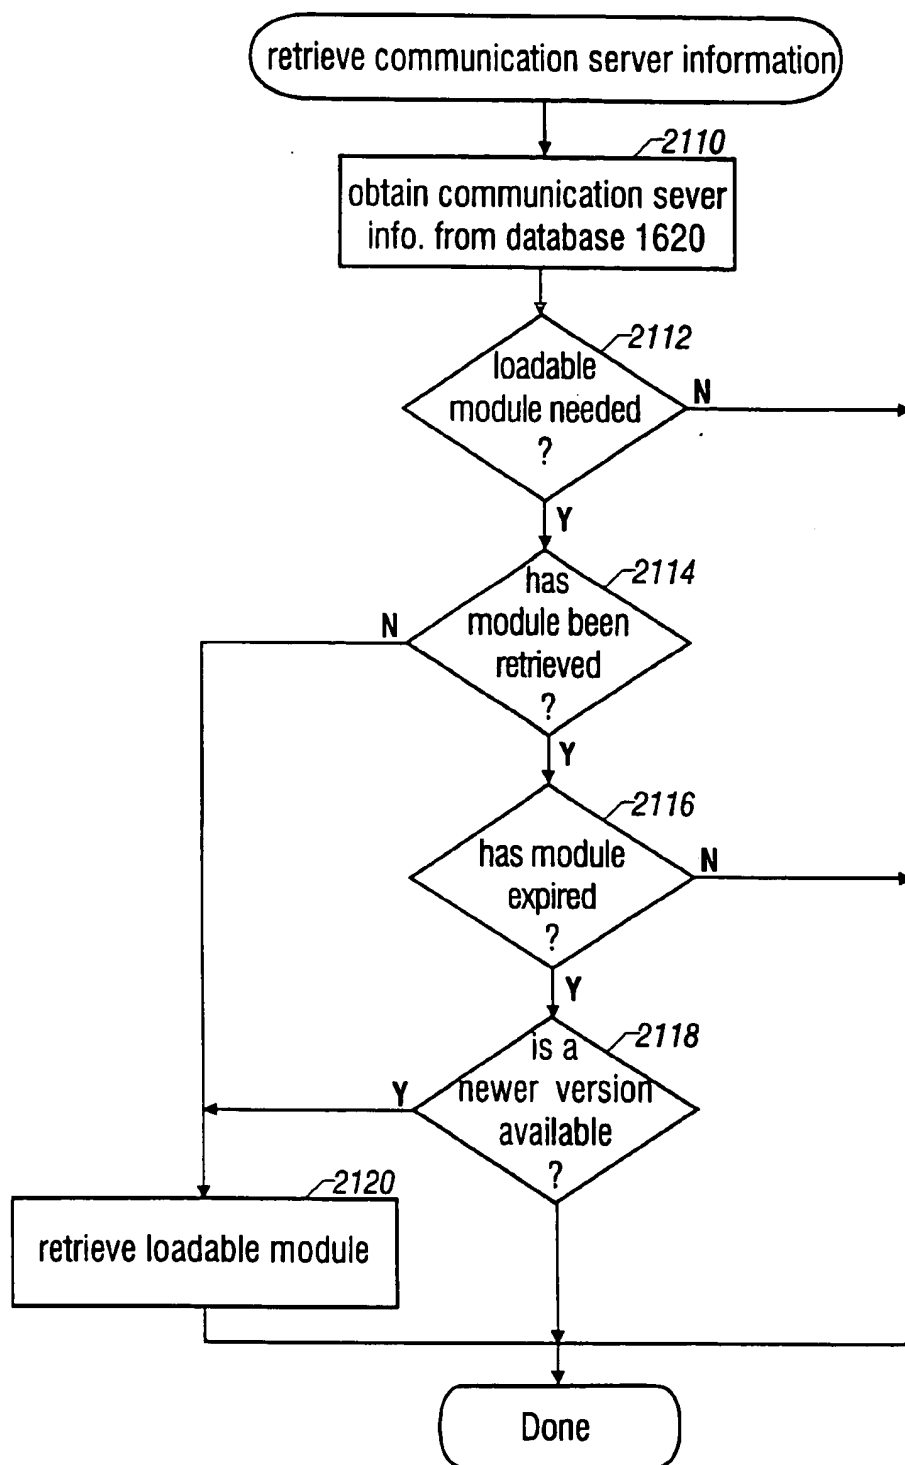 retrieve communication server information
2110
obtain communication sever
info. from database 1620
2112
loadable
module needed
?
N
Y
2114
has
module been
retrieved
?
N
Y
2116
has module
expired
?
N
Y
2118
is a
newer version
available
?
Y
2120
retrieve loadable module
Done